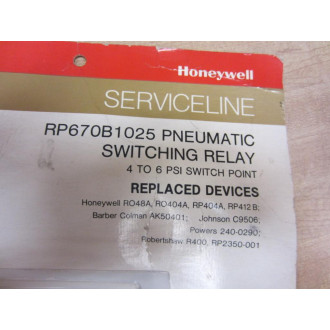 Honeywell
SERVICELINE
RP670B1025 PNEUMATIC
SWITCHING RELAY
4 TO 6 PSI SWITCH POINT
REPLACED DEVICES
Honeywell RO48A, RO404A, RP404A, RP412B;
Barber Colman AK50401; Johnson C9506;
Powers 240-0290;
Robertshaw R400, RP2350-001